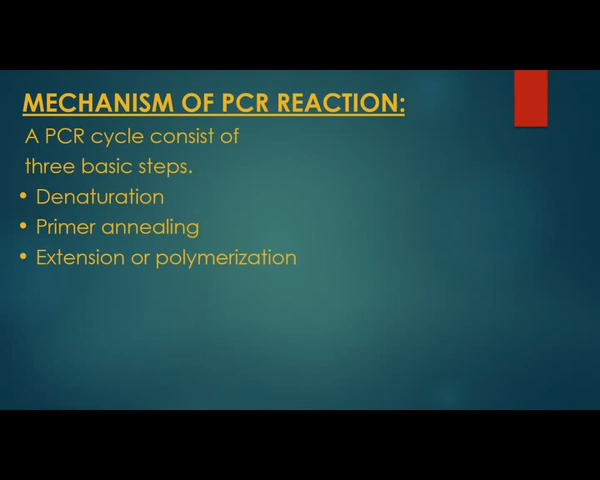 MECHANISM OF PCR REACTION:
A PCR cycle consist of
three basic steps.
• Denaturation
• Primer annealing
• Extension or polymerization